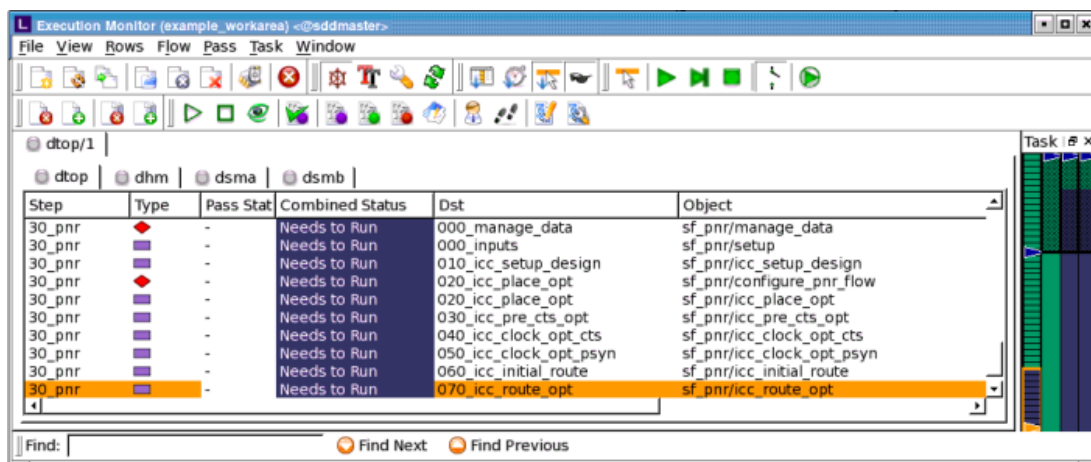 Execution Monitor (example_workarea) <@sddmaster>
File View Rows Flow Pass Task Window
dtop/1
Task
dtop dhm dsma dsmb
Step Type Pass Stat Combined Status Dst Object
30_pnr - Needs to Run 000_manage_data sf_pnr/manage_data
30_pnr - Needs to Run 000_inputs sf_pnr/setup
30_pnr - Needs to Run 010_icc_setup_design sf_pnr/icc_setup_design
30_pnr - Needs to Run 020_icc_place_opt sf_pnr/configure_pnr_flow
30_pnr - Needs to Run 020_icc_place_opt sf_pnr/icc_place_opt
30_pnr - Needs to Run 030_icc_pre_cts_opt sf_pnr/icc_pre_cts_opt
30_pnr - Needs to Run 040_icc_clock_opt_cts sf_pnr/icc_clock_opt_cts
30_pnr - Needs to Run 050_icc_clock_opt_psyn sf_pnr/icc_clock_opt_psyn
30_pnr - Needs to Run 060_icc_initial_route sf_pnr/icc_initial_route
30_pnr - Needs to Run 070_icc_route_opt sf_pnr/icc_route_opt
Find: Find Next Find Previous